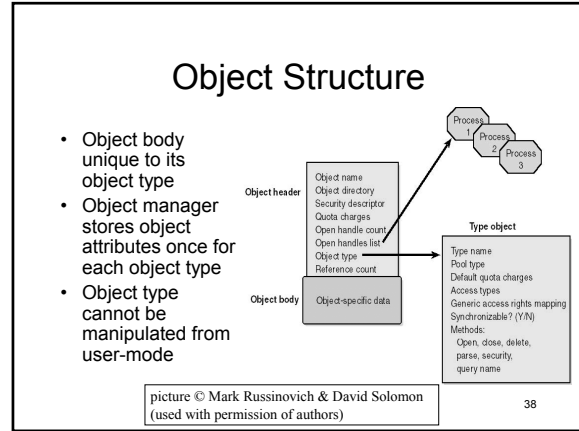 Object Structure
• Object body
unique to its
object type
• Object manager
stores object
attributes once for
each object type
• Object type
cannot be
manipulated from
user-mode
Process
1
Process
2
Process
3
Object header
Object name
Object directory
Security descriptor
Quota charges
Open handle count
Open handles list
Object type
Reference count
Object body
Object-specific data
Type object
Type name
Pool type
Default quota charges
Access types
Generic access rights mapping
Synchronizable? (Y/N)
Methods:
Open, close, delete,
parse, security,
query name
picture © Mark Russinovich & David Solomon
(used with permission of authors)
38